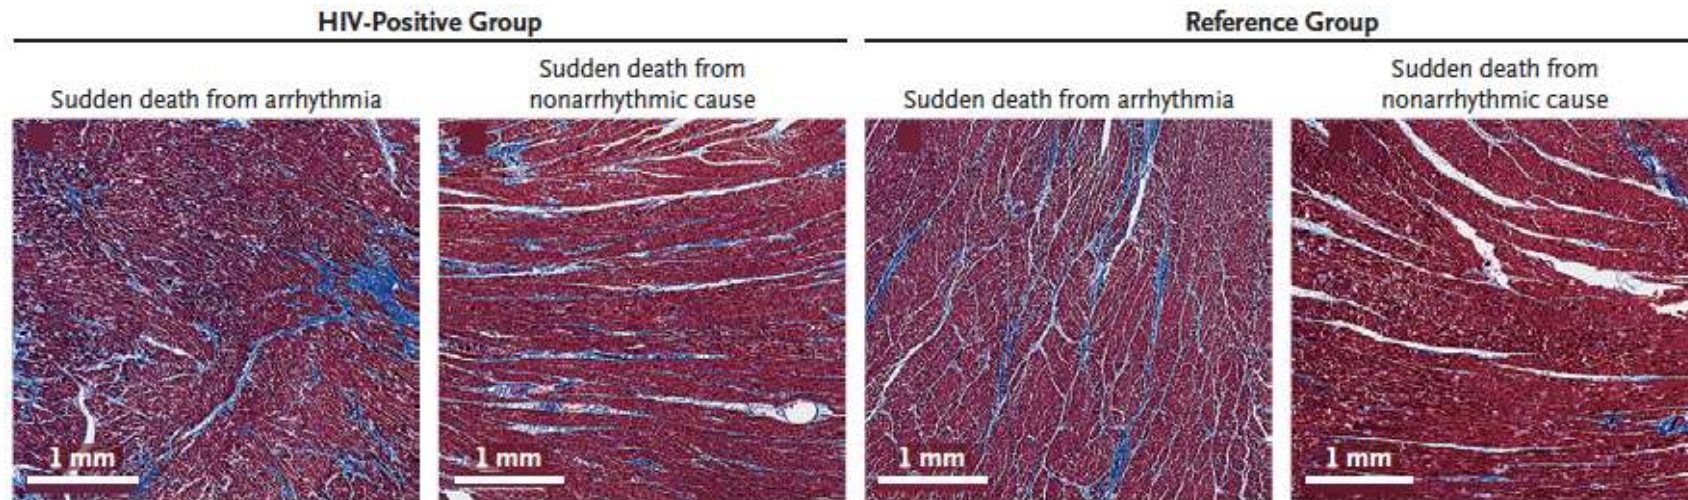 HIV-Positive Group
Reference Group
Sudden death from arrhythmia
Sudden death from
nonarrhythmic cause
Sudden death from arrhythmia
Sudden death from
nonarrhythmic cause
1 mm
1 mm
1 mm
1 mm